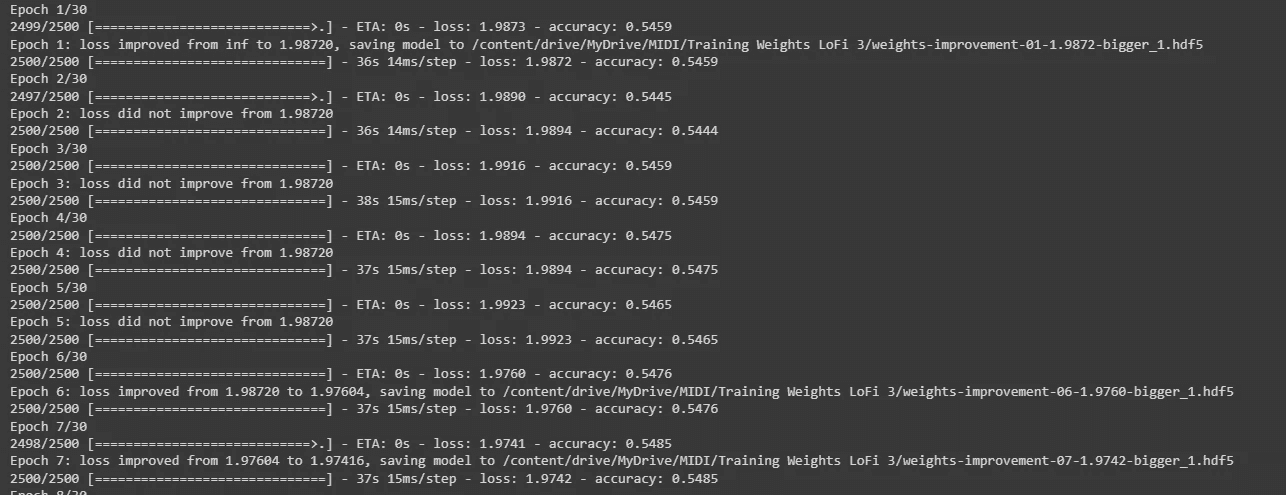 Epoch 1/30
2499/2500 [============================>.] - ETA: 0s - loss: 1.9873 - accuracy: 0.5459
Epoch 1: loss improved from inf to 1.98720, saving model to /content/drive/MyDrive/MIDI/Training Weights LoFi 3/weights-improvement-01-1.9872-bigger_1.hdf5
2500/2500 [==============================] - 36s 14ms/step - loss: 1.9872 - accuracy: 0.5459
Epoch 2/30
2497/2500 [============================>.] - ETA: 0s - loss: 1.9890 - accuracy: 0.5445
Epoch 2: loss did not improve from 1.98720
2500/2500 [==============================] - 36s 14ms/step - loss: 1.9894 - accuracy: 0.5444
Epoch 3/30
2500/2500 [==============================] - ETA: 0s - loss: 1.9916 - accuracy: 0.5459
Epoch 3: loss did not improve from 1.98720
2500/2500 [==============================] - 38s 15ms/step - loss: 1.9916 - accuracy: 0.5459
Epoch 4/30
2500/2500 [==============================] - ETA: 0s - loss: 1.9894 - accuracy: 0.5475
Epoch 4: loss did not improve from 1.98720
2500/2500 [==============================] - 37s 15ms/step - loss: 1.9894 - accuracy: 0.5475
Epoch 5/30
2500/2500 [==============================] - ETA: 0s - loss: 1.9923 - accuracy: 0.5465
Epoch 5: loss did not improve from 1.98720
2500/2500 [==============================] - 37s 15ms/step - loss: 1.9923 - accuracy: 0.5465
Epoch 6/30
2500/2500 [==============================] - ETA: 0s - loss: 1.9760 - accuracy: 0.5476
Epoch 6: loss improved from 1.98720 to 1.97604, saving model to /content/drive/MyDrive/MIDI/Training Weights LoFi 3/weights-improvement-06-1.9760-bigger_1.hdf5
2500/2500 [==============================] - 37s 15ms/step - loss: 1.9760 - accuracy: 0.5476
Epoch 7/30
2498/2500 [============================>.] - ETA: 0s - loss: 1.9741 - accuracy: 0.5485
Epoch 7: loss improved from 1.97604 to 1.97416, saving model to /content/drive/MyDrive/MIDI/Training Weights LoFi 3/weights-improvement-07-1.9742-bigger_1.hdf5
2500/2500 [==============================] - 37s 15ms/step - loss: 1.9742 - accuracy: 0.5485
Epoch 8/30